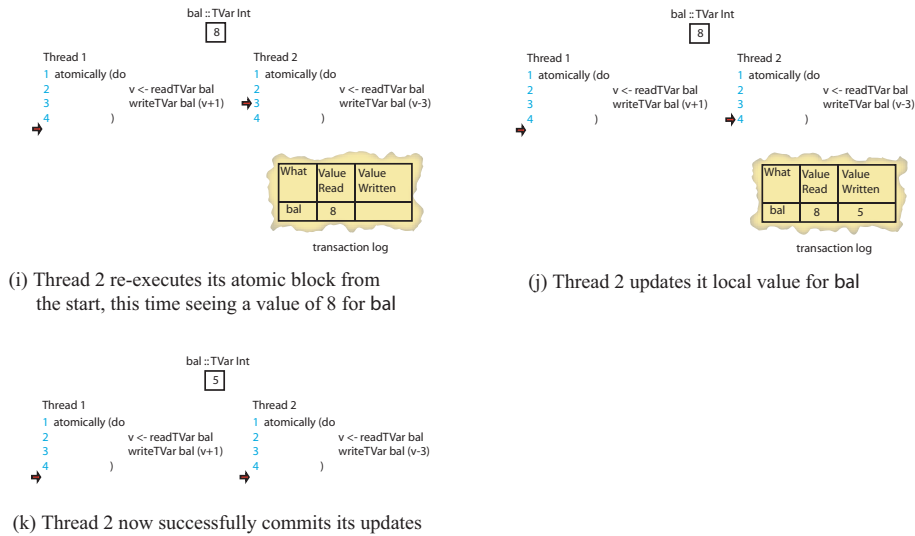 bal :: TVar Int
8
Thread 1
1 atomically (do
2 v <- readTVar bal
3 writeTVar bal (v+1)
4 )
Thread 2
1 atomically (do
2 v <- readTVar bal
3 writeTVar bal (v-3)
4 )
What Value Read Value Written
bal 8
transaction log
(i) Thread 2 re-executes its atomic block from
the start, this time seeing a value of 8 for bal
bal :: TVar Int
8
Thread 1
1 atomically (do
2 v <- readTVar bal
3 writeTVar bal (v+1)
4 )
Thread 2
1 atomically (do
2 v <- readTVar bal
3 writeTVar bal (v-3)
4 )
What Value Read Value Written
bal 8 5
transaction log
(j) Thread 2 updates it local value for bal
bal :: TVar Int
5
Thread 1
1 atomically (do
2 v <- readTVar bal
3 writeTVar bal (v+1)
4 )
Thread 2
1 atomically (do
2 v <- readTVar bal
3 writeTVar bal (v-3)
4 )
(k) Thread 2 now successfully commits its updates